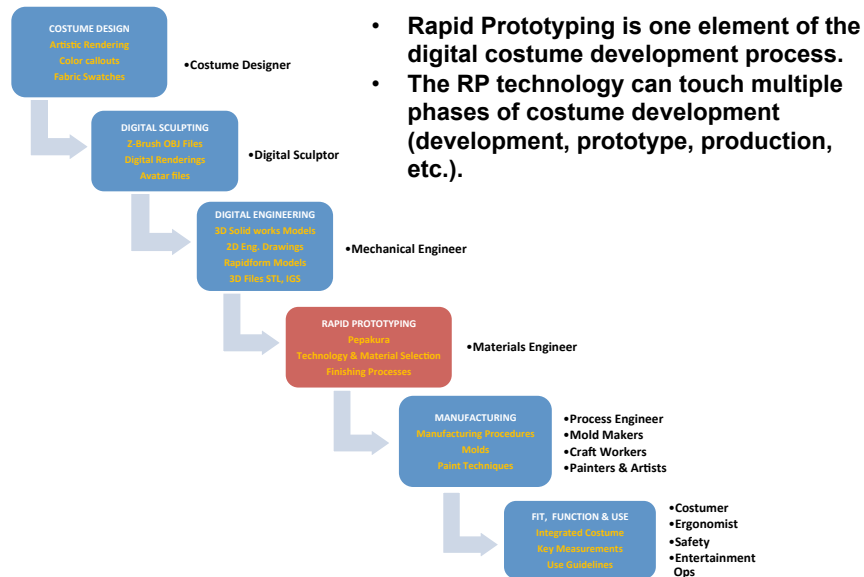 • Rapid Prototyping is one element of the
digital costume development process.
• The RP technology can touch multiple
phases of costume development
(development, prototype, production,
etc.).
COSTUME DESIGN
Artistic Rendering
Color callouts
Fabric Swatches
•Costume Designer
DIGITAL SCULPTING
Z-Brush OBJ Files
Digital Renderings
Avatar files
•Digital Sculptor
DIGITAL ENGINEERING
3D Solid works Models
2D Eng. Drawings
Rapidform Models
3D Files STL, IGS
•Mechanical Engineer
RAPID PROTOTYPING
Pepakura
Technology & Material Selection
Finishing Processes
•Materials Engineer
MANUFACTURING
Manufacturing Procedures
Molds
Paint Techniques
•Process Engineer
•Mold Makers
•Craft Workers
•Painters & Artists
FIT, FUNCTION & USE
Integrated Costume
Key Measurements
Use Guidelines
•Costumer
•Ergonomist
•Safety
•Entertainment
Ops